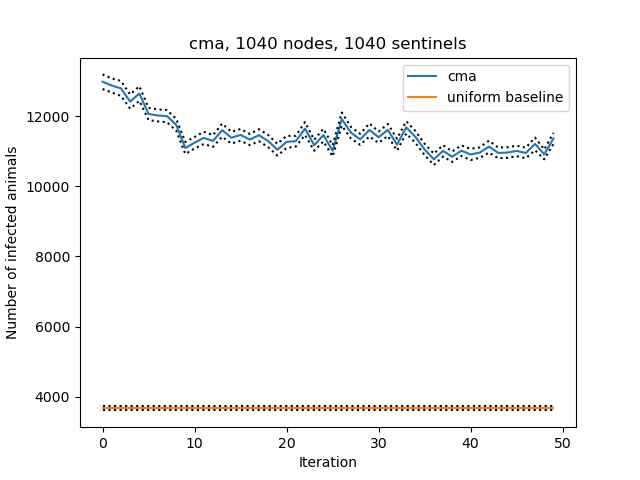 cma, 1040 nodes, 1040 sentinels
cma
uniform baseline
Number of infected animals
12000
10000
8000
6000
4000
0 10 20 30 40 50
Iteration